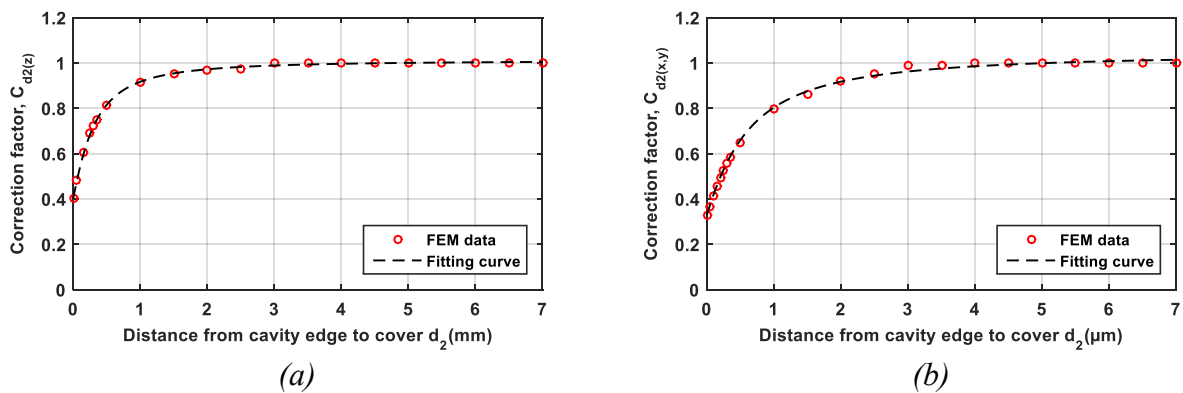 1.2
1
0.8
0.6
0.4
0.2
0
Correction factor, C_d2(z)
FEM data
Fitting curve
0 1 2 3 4 5 6 7
Distance from cavity edge to cover d_2(mm)
(a)
1.2
1
0.8
0.6
0.4
0.2
0
Correction factor, C_d2(x,y)
FEM data
Fitting curve
0 1 2 3 4 5 6 7
Distance from cavity edge to cover d_2(µm)
(b)